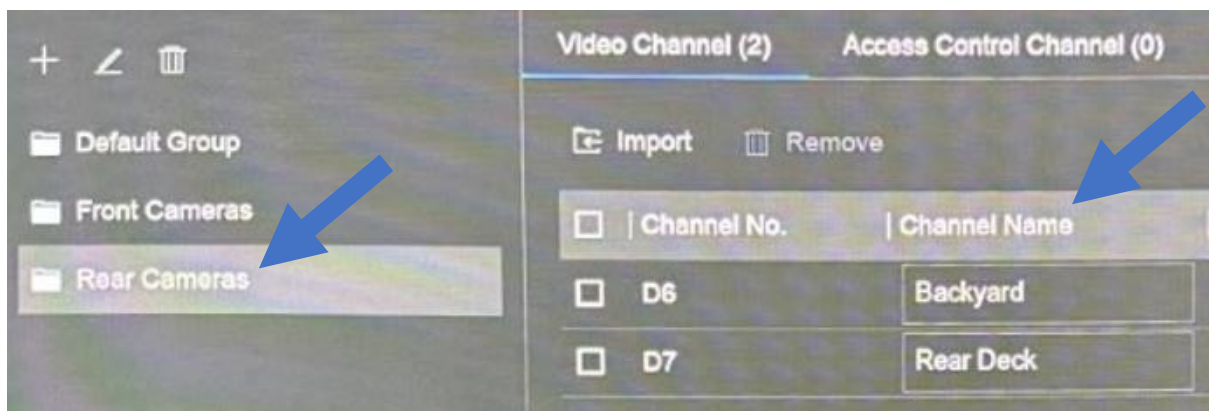 Video Channel (2) Access Control Channel (0)
Default Group
Front Cameras
Rear Cameras
Import Remove
Channel No. Channel Name
D6 Backyard
D7 Rear Deck